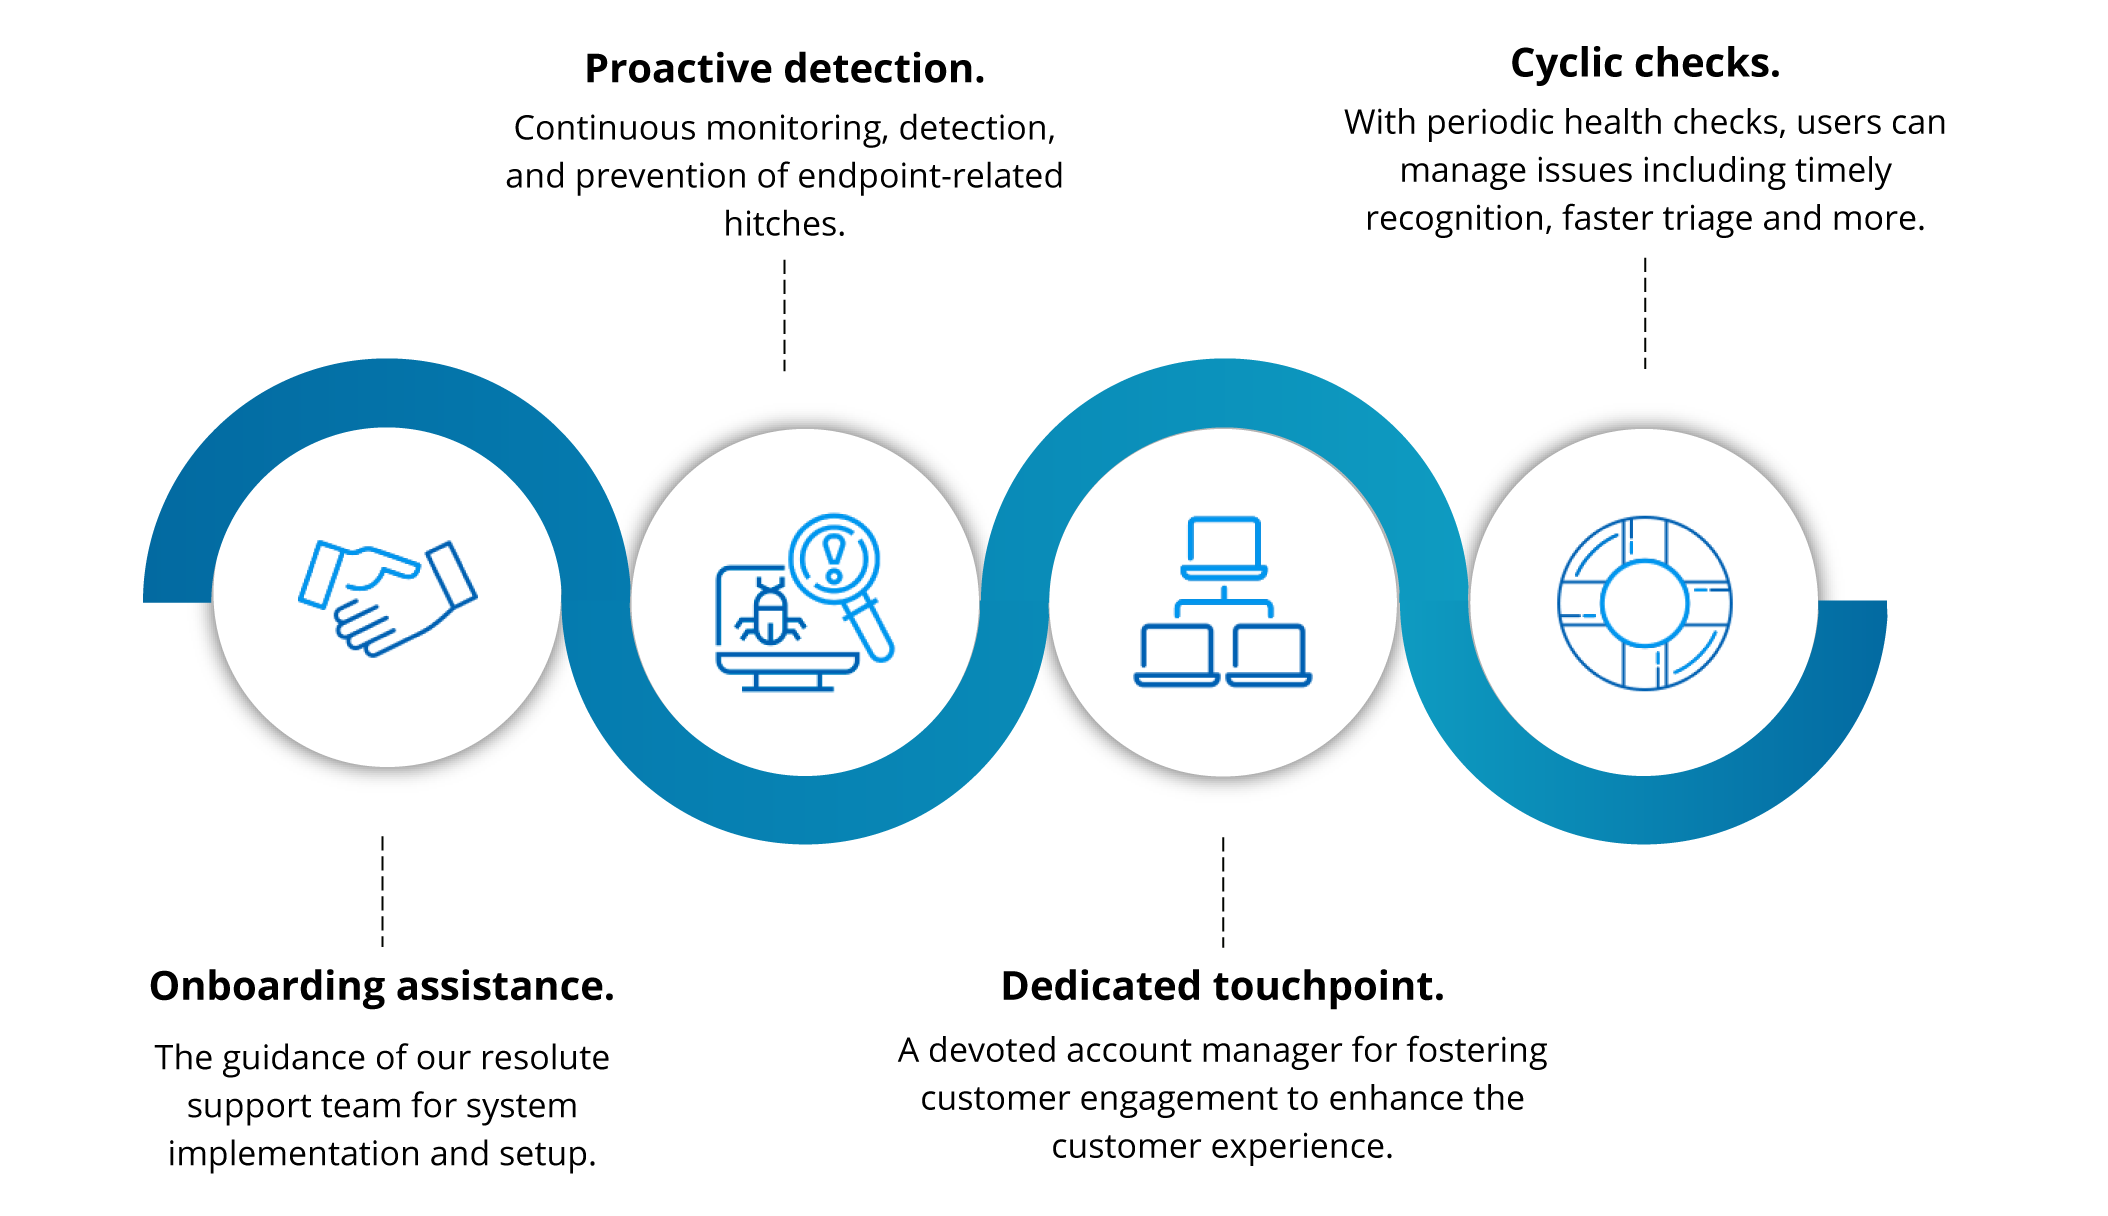 Proactive detection.
Continuous monitoring, detection,
and prevention of endpoint-related
hitches.
Cyclic checks.
With periodic health checks, users can
manage issues including timely
recognition, faster triage and more.
Onboarding assistance.
The guidance of our resolute
support team for system
implementation and setup.
Dedicated touchpoint.
A devoted account manager for fostering
customer engagement to enhance the
customer experience.